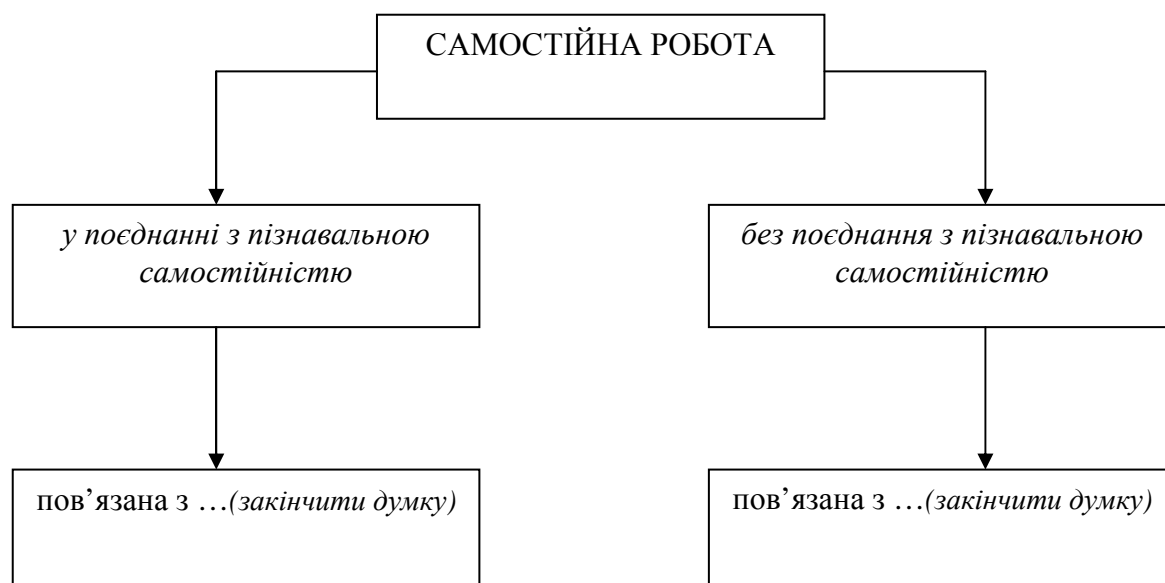 САМОСТІЙНА РОБОТА
у поєднанні з пізнавальною
самостійністю
без поєднання з пізнавальною
самостійністю
пов’язана з …(закінчити думку)
пов’язана з …(закінчити думку)